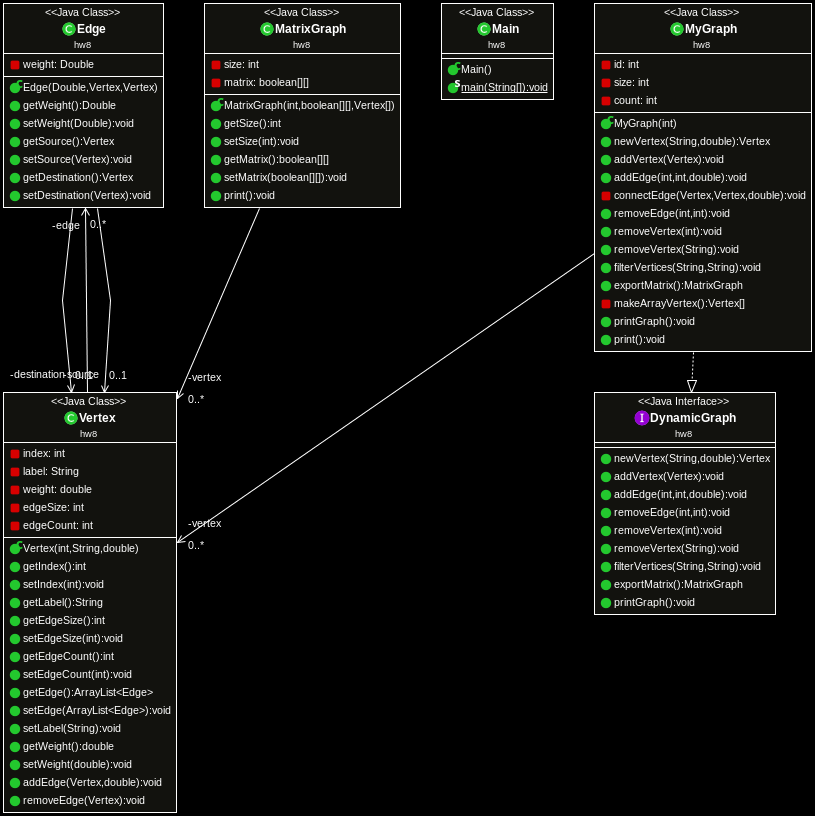 <<Java Class>>
Edge
hw8
weight: Double
Edge(Double,Vertex,Vertex)
getWeight():Double
setWeight(Double):void
getSource():Vertex
setSource(Vertex):void
getDestination():Vertex
setDestination(Vertex):void
<<Java Class>>
MatrixGraph
hw8
size: int
matrix: boolean[][]
MatrixGraph(int,boolean[][],Vertex[])
getSize():int
setSize(int):void
getMatrix():boolean[][]
setMatrix(boolean[][]):void
print():void
<<Java Class>>
Main
hw8
Main()
main(String[]):void
<<Java Class>>
MyGraph
hw8
id: int
size: int
count: int
MyGraph(int)
newVertex(String,double):Vertex
addVertex(Vertex):void
addEdge(int,int,double):void
connectEdge(Vertex,Vertex,double):void
removeEdge(int,int):void
removeVertex(int):void
removeVertex(String):void
filterVertices(String,String):void
exportMatrix():MatrixGraph
makeArrayVertex():Vertex[]
printGraph():void
print():void
-edge 0..*
-destination -source
0..1 0..1
-vertex
0..*
-vertex
0..*
<<Java Class>>
Vertex
hw8
index: int
label: String
weight: double
edgeSize: int
edgeCount: int
Vertex(int,String,double)
getIndex():int
setIndex(int):void
getLabel():String
getEdgeSize():int
setEdgeSize(int):void
getEdgeCount():int
setEdgeCount(int):void
getEdge():ArrayList<Edge>
setEdge(ArrayList<Edge>):void
setLabel(String):void
getWeight():double
setWeight(double):void
addEdge(Vertex,double):void
removeEdge(Vertex):void
<<Java Interface>>
DynamicGraph
hw8
newVertex(String,double):Vertex
addVertex(Vertex):void
addEdge(int,int,double):void
removeEdge(int,int):void
removeVertex(int):void
removeVertex(String):void
filterVertices(String,String):void
exportMatrix():MatrixGraph
printGraph():void